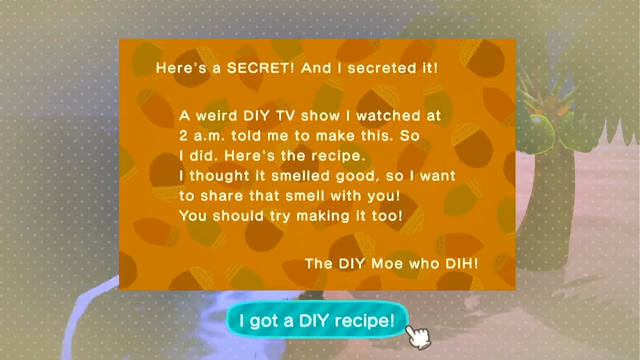 Here's a SECRET! And I secreted it!
A weird DIY TV show I watched at
2 a.m. told me to make this. So
I did. Here's the recipe.
I thought it smelled good, so I want
to share that smell with you!
You should try making it too!
The DIY Moe who DIH!
I got a DIY recipe!